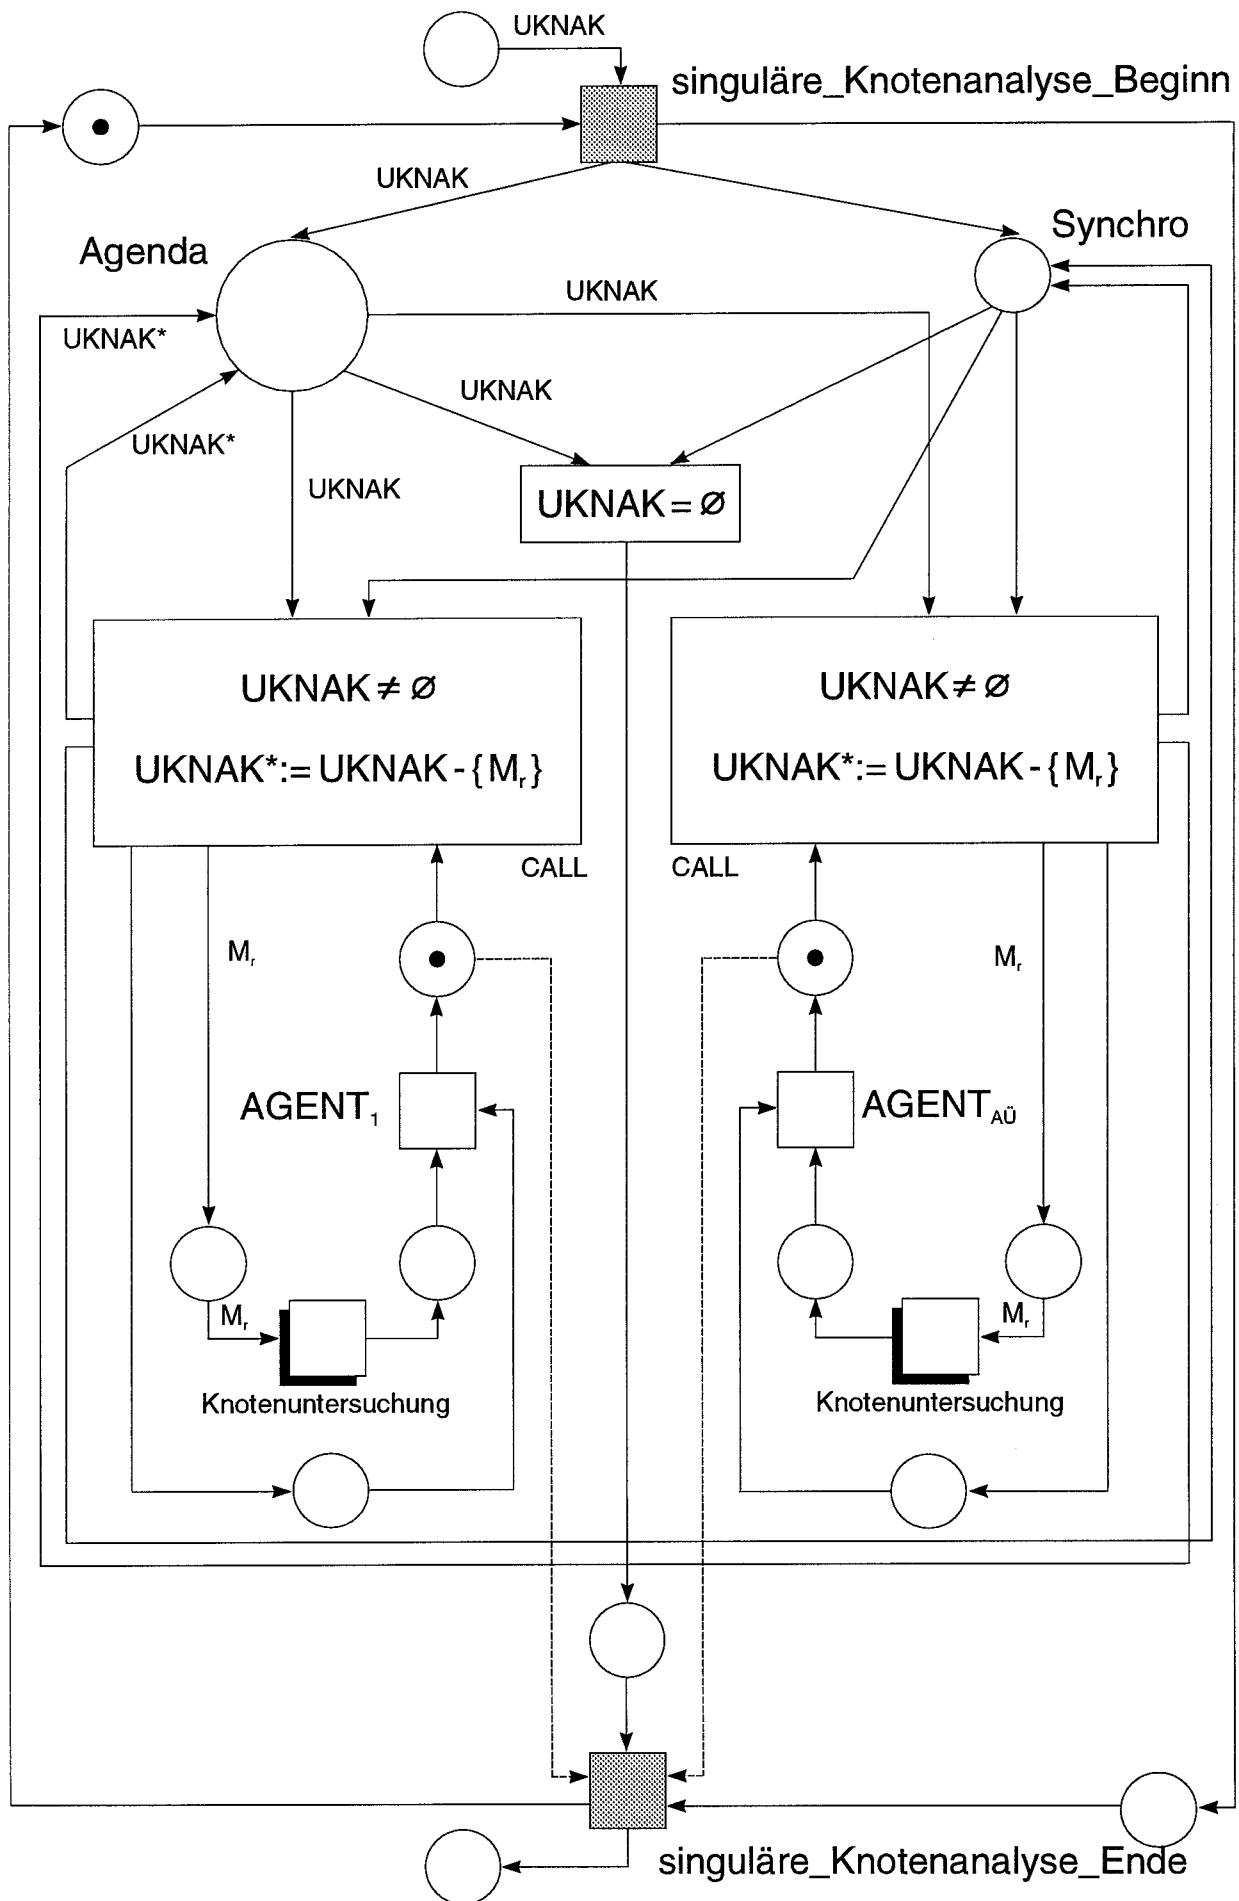 UKNAK
singuläre_Knotenanalyse_Beginn
UKNAK
Agenda
Synchro
UKNAK
UKNAK*
UKNAK
UKNAK*
UKNAK
UKNAK = ∅
UKNAK ≠ ∅
UKNAK*:= UKNAK - {Mᵣ}
UKNAK ≠ ∅
UKNAK*:= UKNAK - {Mᵣ}
CALL
CALL
Mᵣ
Mᵣ
AGENT₁
AGENT_AÜ
Mᵣ
Mᵣ
Knotenuntersuchung
Knotenuntersuchung
singuläre_Knotenanalyse_Ende